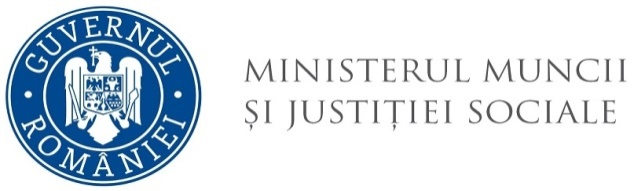 GUVERNUL
ROMÂNIEI
MINISTERUL MUNCII
ȘI JUSTIȚIEI SOCIALE